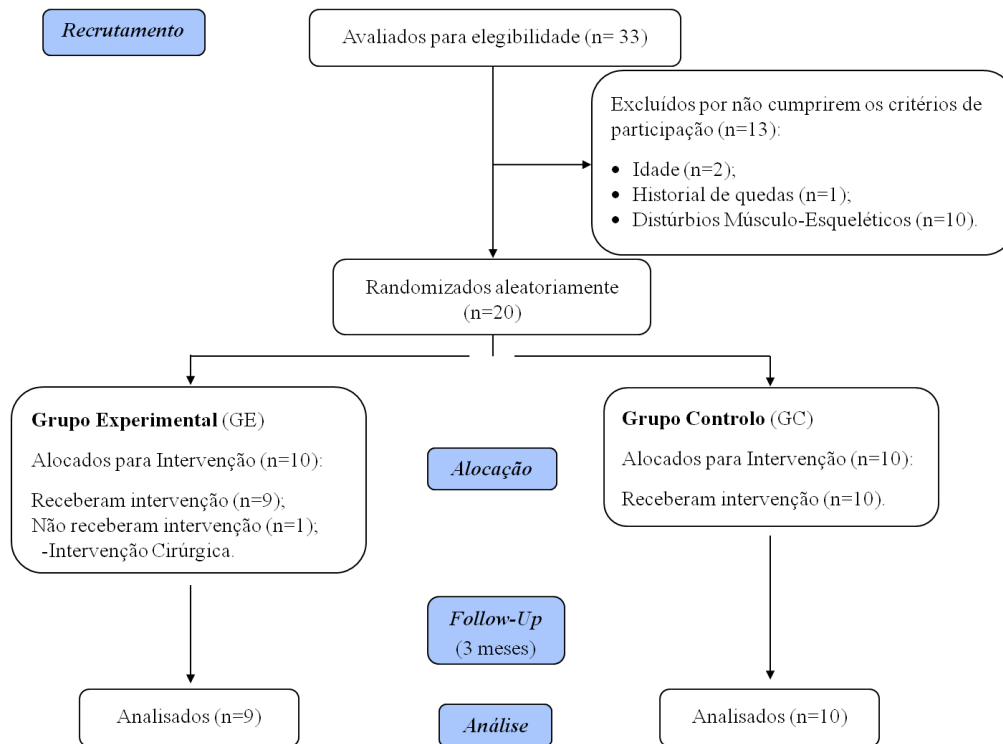 Recrutamento
Avaliados para elegibilidade (n= 33)
Excluídos por não cumprirem os critérios de
participação (n=13):
• Idade (n=2);
• Historial de quedas (n=1);
• Distúrbios Músculo-Esqueléticos (n=10).
Randomizados aleatoriamente
(n=20)
Grupo Experimental (GE)
Alocados para Intervenção (n=10):
Receberam intervenção (n=9);
Não receberam intervenção (n=1);
-Intervenção Cirúrgica.
Alocação
Grupo Controlo (GC)
Alocados para Intervenção (n=10):
Receberam intervenção (n=10).
Follow-Up
(3 meses)
Analisados (n=9)
Análise
Analisados (n=10)